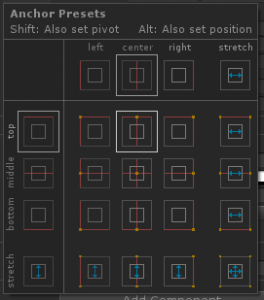 Anchor Presets
Shift: Also set pivot Alt: Also set position
left center right stretch
top
middle
bottom
stretch
Add Component